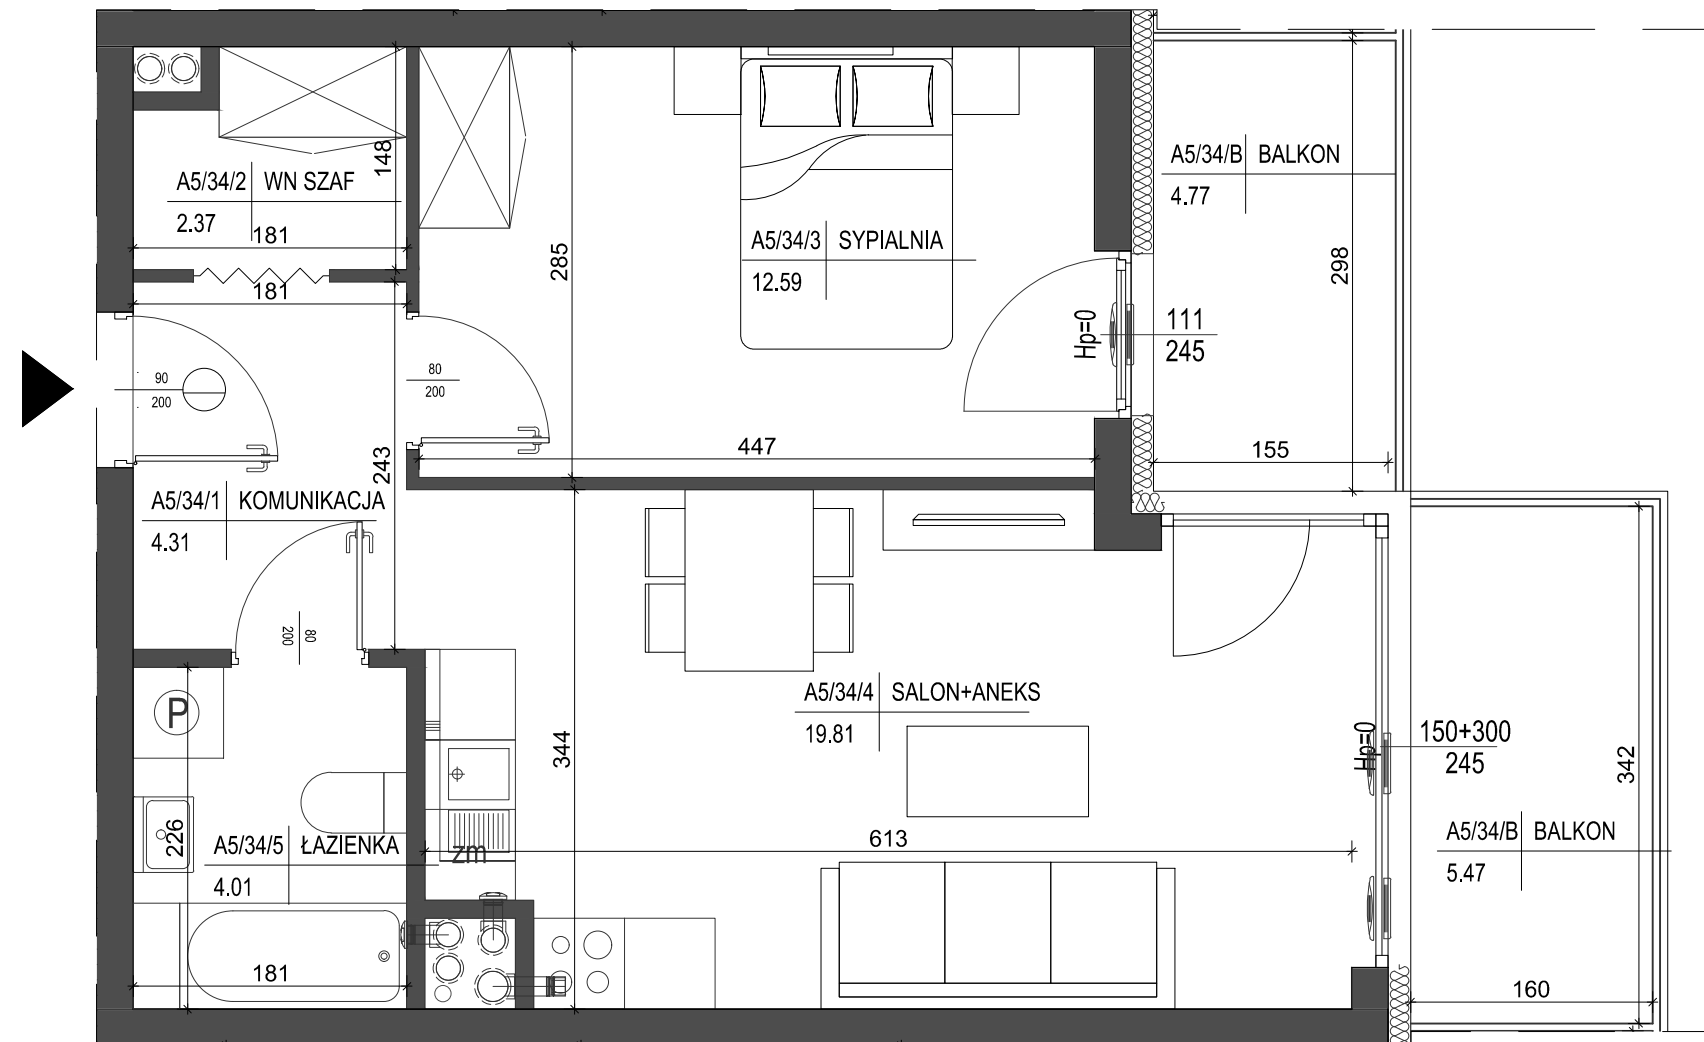 A5/34/2 WN SZAF
2.37
148
181
181
A5/34/3 SYPIALNIA
12.59
285
447
A5/34/B BALKON
4.77
298
Hp=0
111
245
155
90
200
80
200
243
A5/34/1 KOMUNIKACJA
4.31
80
200
P
226
A5/34/5 ŁAZIENKA
4.01
181
A5/34/4 SALON+ANEKS
19.81
344
zm
613
Hp=0
150+300
245
342
A5/34/B BALKON
5.47
160